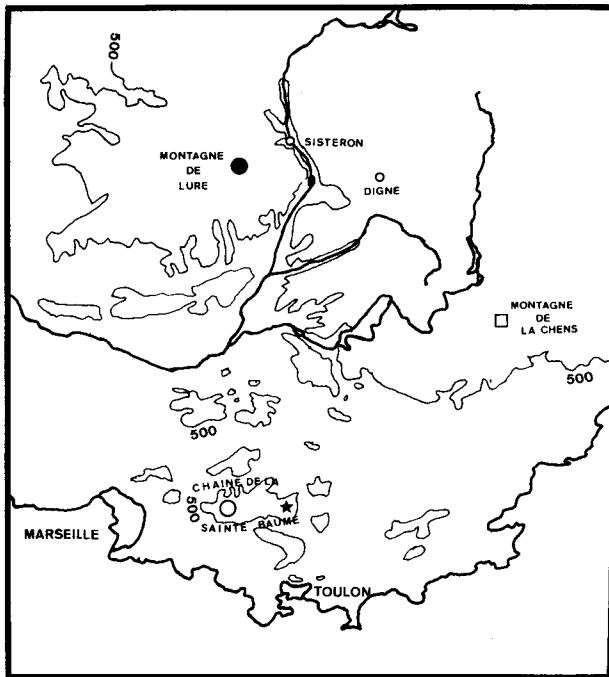 500
SISTERON
MONTAGNE
DE
LURE
DIGNE
MONTAGNE
DE
LA CHENS
500
500
CHAINE DE LA
500
SAINTE BAUME
MARSEILLE
TOULON